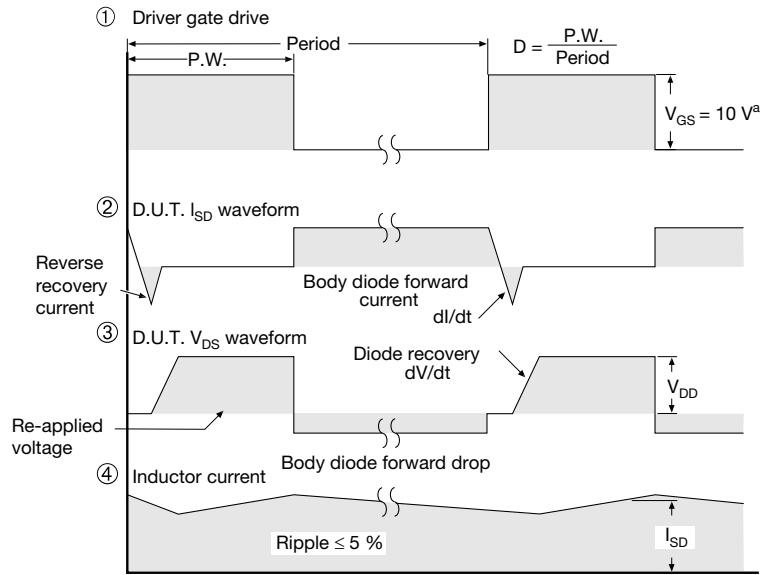 ① Driver gate drive
Period
P.W.
D = P.W. / Period
V_GS = 10 V^a
② D.U.T. I_SD waveform
Reverse
recovery
current
Body diode forward
current
dI/dt
③ D.U.T. V_DS waveform
Diode recovery
dV/dt
V_DD
Re-applied
voltage
Body diode forward drop
④ Inductor current
Ripple ≤ 5 %
I_SD